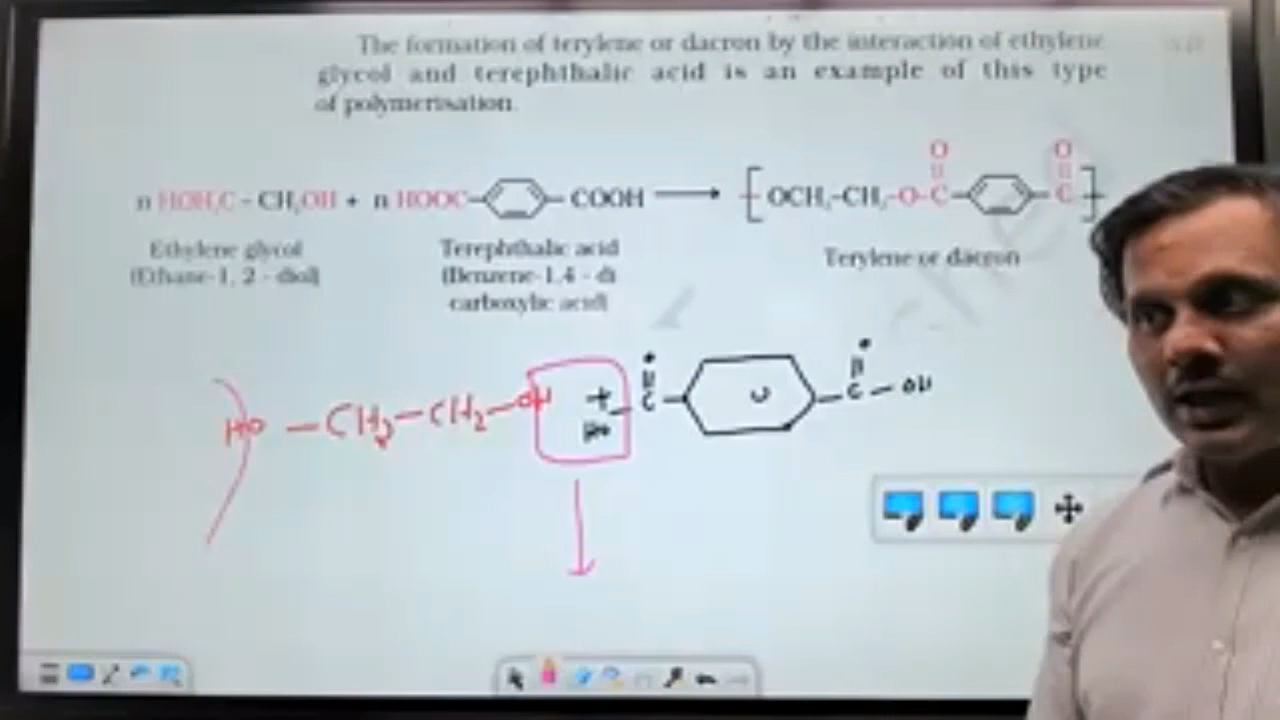 The formation of terylene or dacron by the interaction of ethylene
glycol and terephthalic acid is an example of this type
of polymerisation.
O O
n HOH₂C - CH₂OH + n HOOC COOH [ OCH₂-CH₂-O-C C ]
Ethylene glycol Terephthalic acid Terylene or dacron
(Ethane-1, 2 - diol) (Benzene-1,4 - di
carboxylic acid)
HO - CH₂ - CH₂ - OH + HO - C C - OH